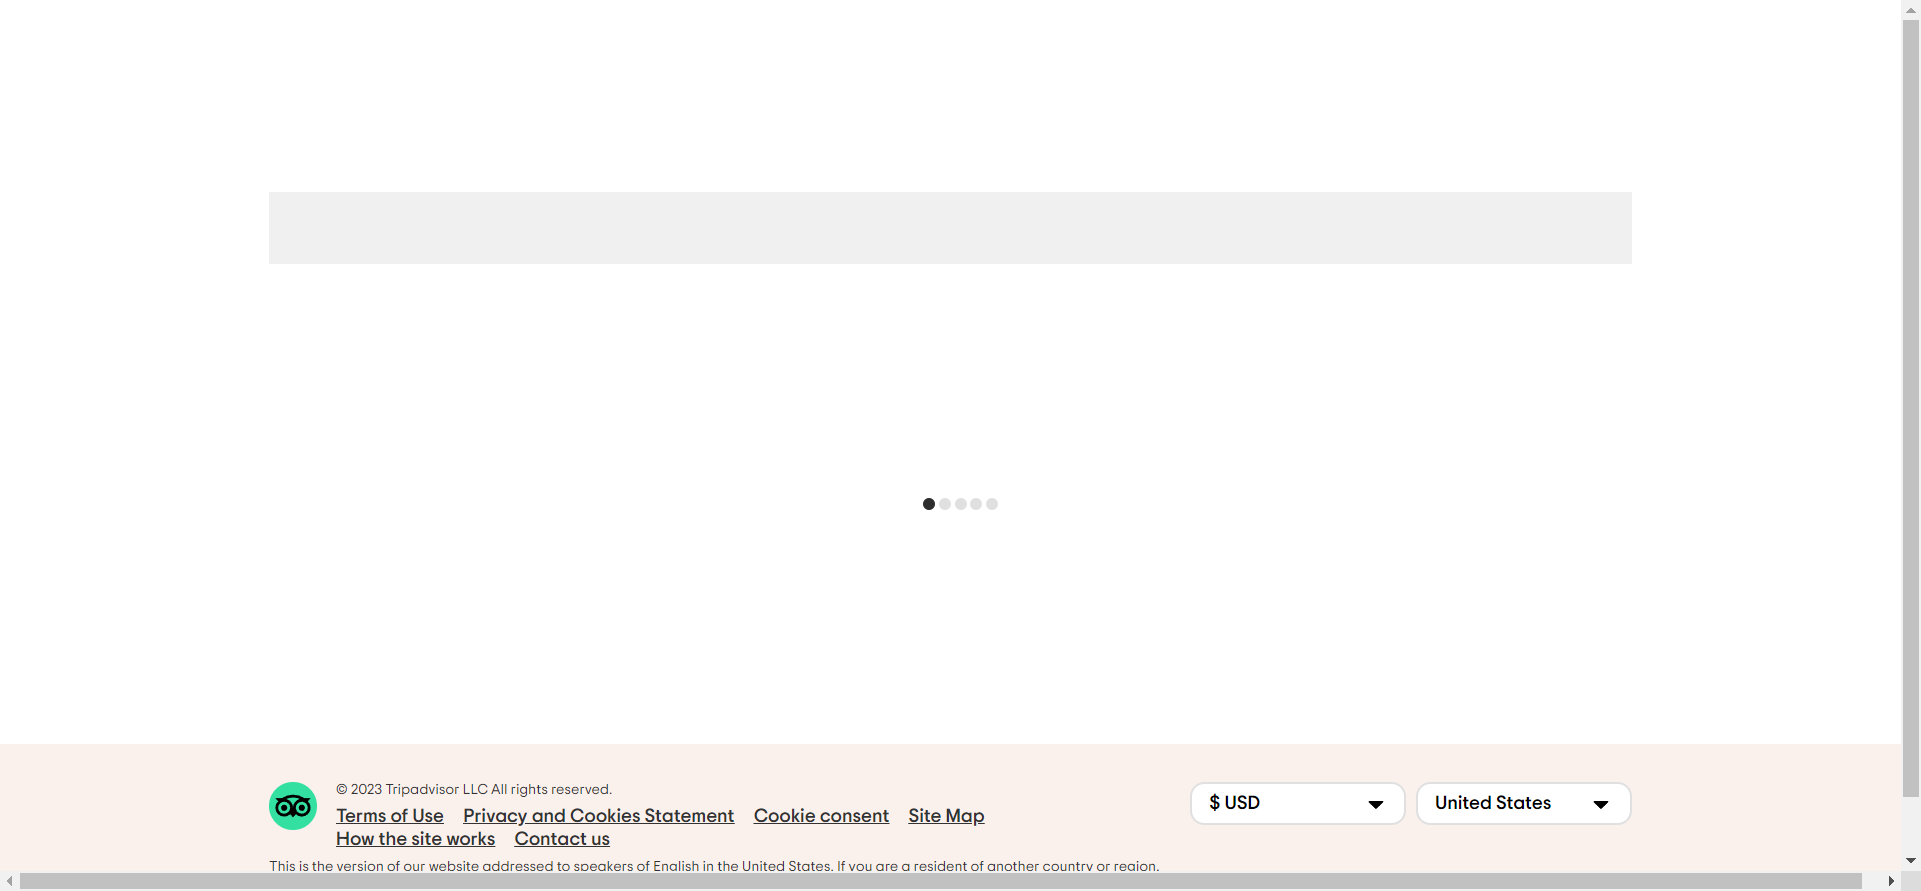 © 2023 Tripadvisor LLC All rights reserved.
Terms of Use Privacy and Cookies Statement Cookie consent Site Map
How the site works Contact us
$ USD
United States
This is the version of our website addressed to speakers of English in the United States. If you are a resident of another country or region,